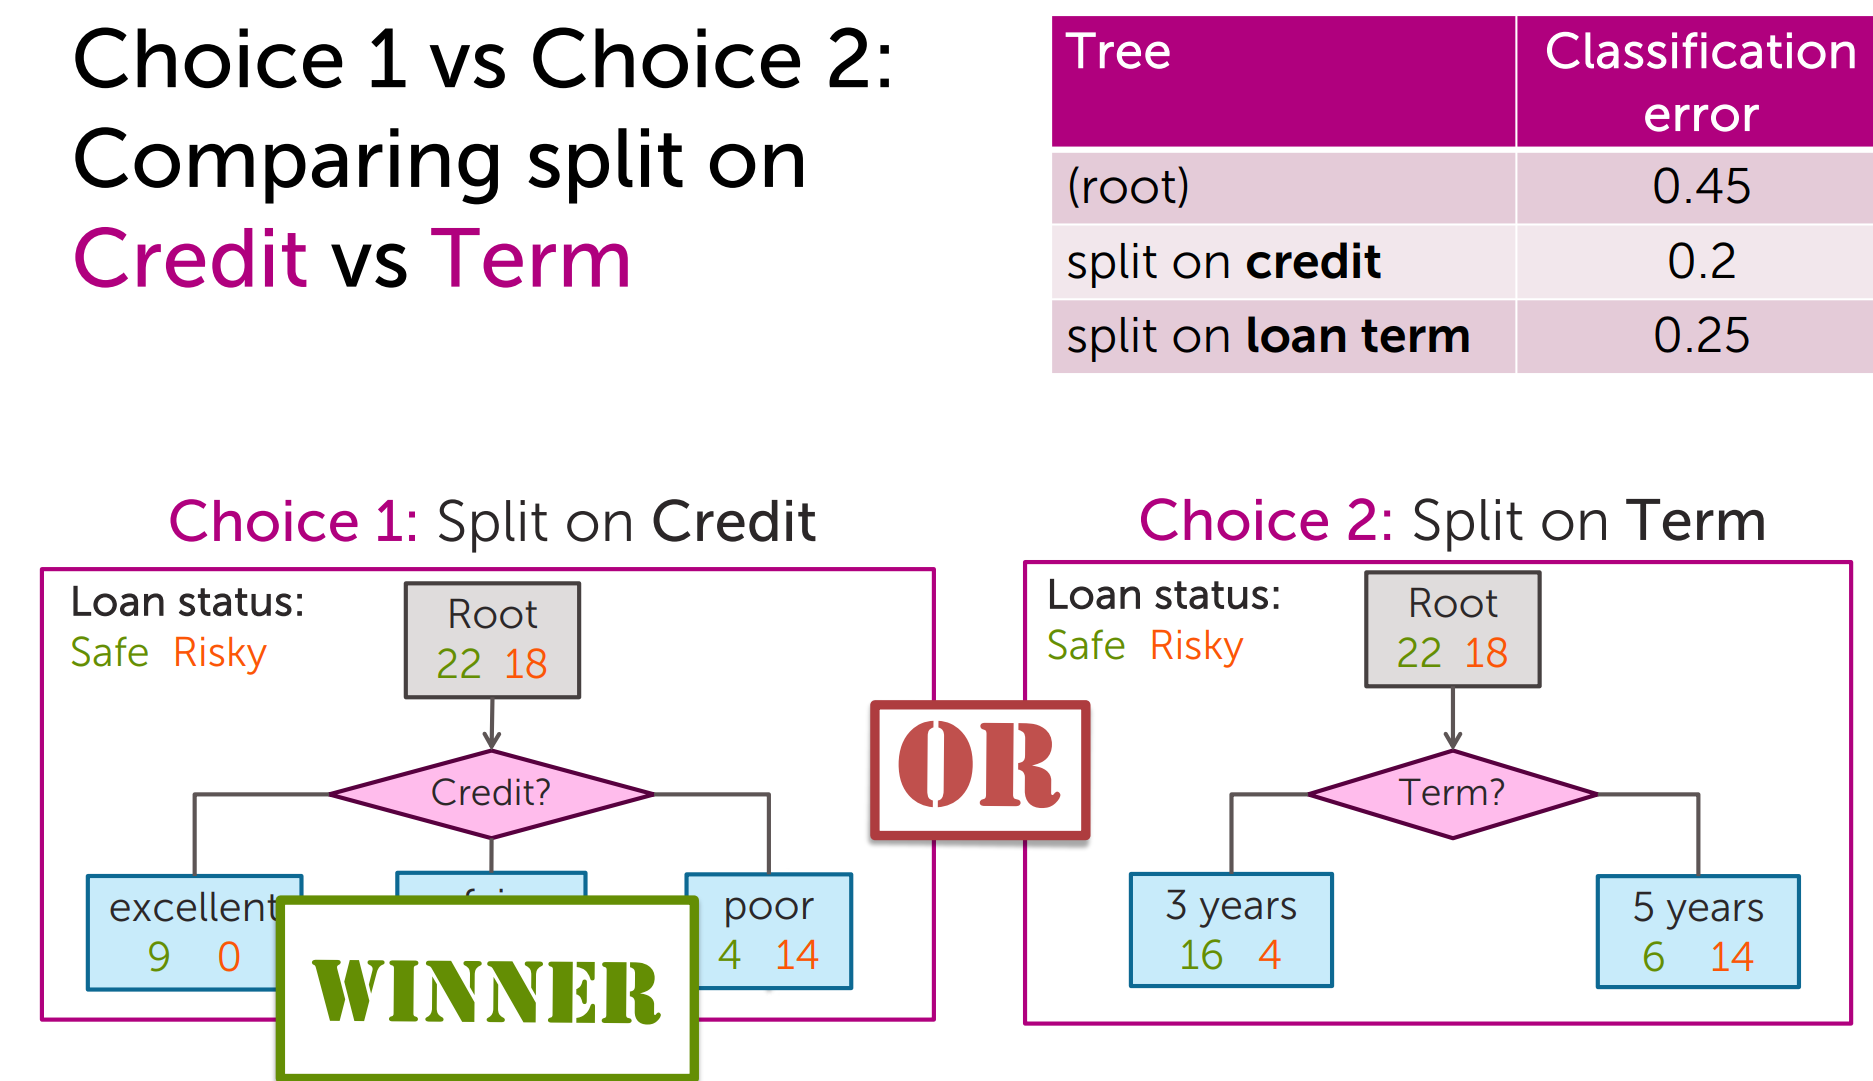 Choice 1 vs Choice 2:
Comparing split on
Credit vs Term
Tree Classification error
(root) 0.45
split on credit 0.2
split on loan term 0.25
Choice 1: Split on Credit
Loan status:
Safe Risky
Root
22 18
Credit?
excellent
9 0
poor
4 14
WINNER
OR
Choice 2: Split on Term
Loan status:
Safe Risky
Root
22 18
Term?
3 years
16 4
5 years
6 14